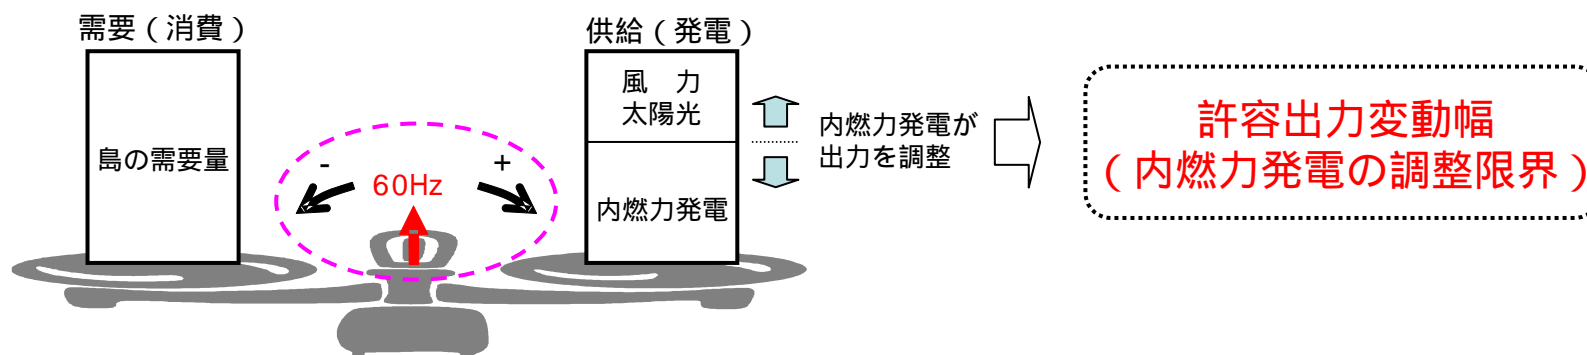 需要（消費）
供給（発電）
島の需要量
-
+
60Hz
風　力
太陽光
内燃力発電
内燃力発電が
出力を調整
許容出力変動幅
（内燃力発電の調整限界）